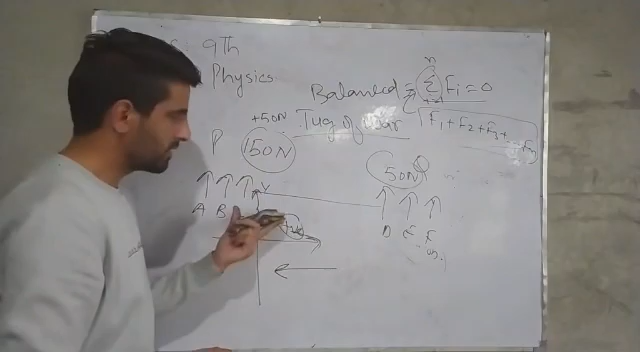 9th
Physics
Balanced = Σ Fi = 0
n
F1 + F2 + F3 +
+50N
Tug of War
P
150N
50N
A B
D E F